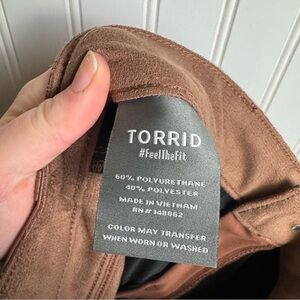 TORRID
#FeelTheFit
60% POLYURETHANE
40% POLYESTER
MADE IN VIETNAM
RN# 148862
COLOR MAY TRANSFER
WHEN WORN OR WASHED